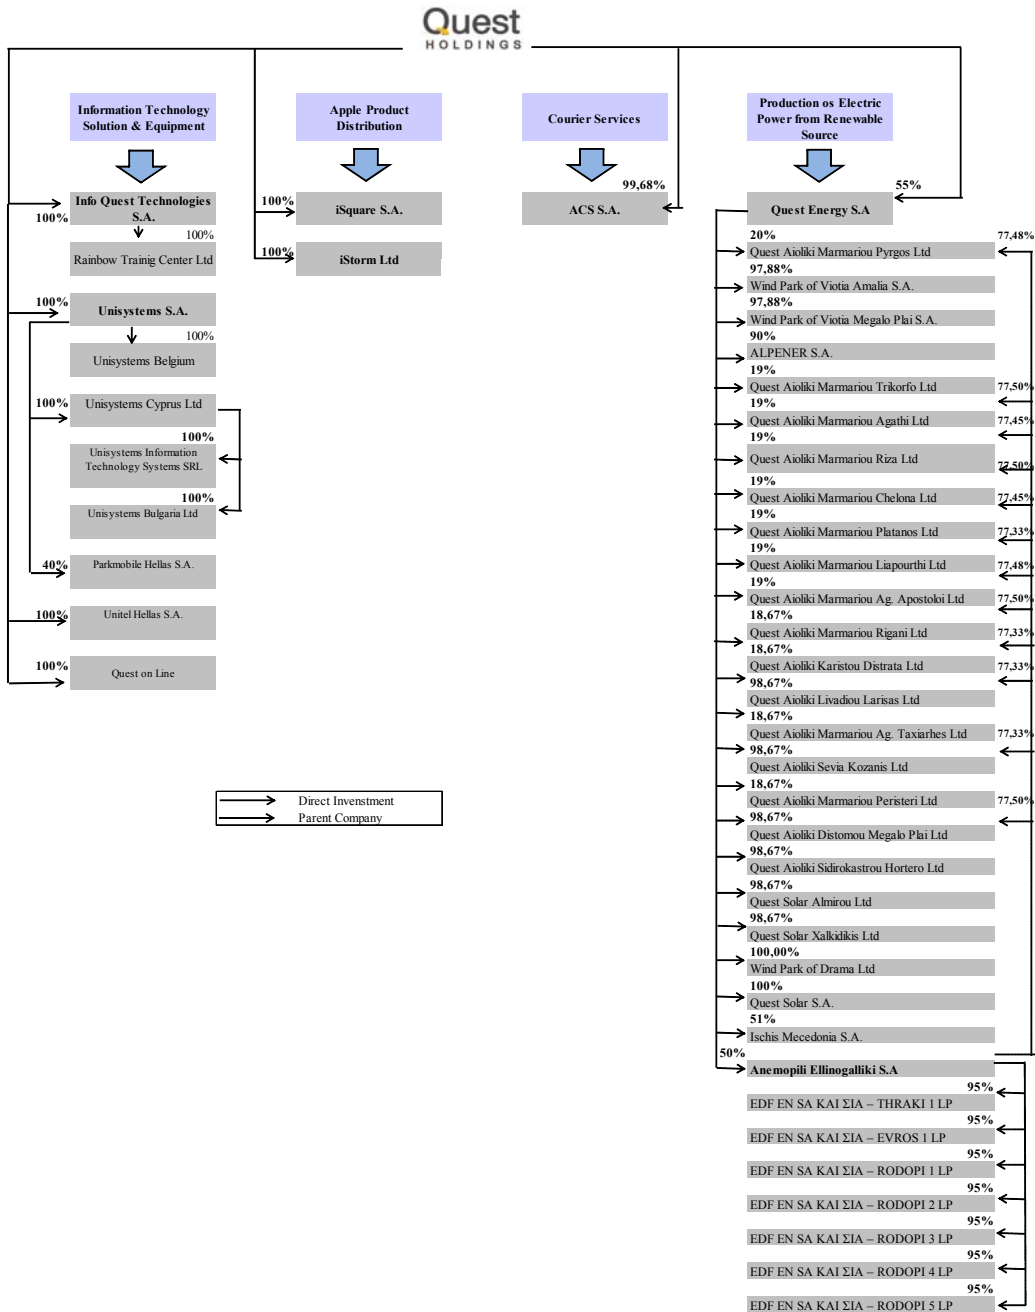 Quest
HOLDINGS
Information Technology
Solution & Equipment
Apple Product
Distribution
Courier Services
Production os Electric
Power from Renewable
Source
100%
Info Quest Technologies
S.A.
100%
Rainbow Trainig Center Ltd
100%
Unisystems S.A.
100%
Unisystems Belgium
100%
Unisystems Cyprus Ltd
100%
Unisystems Information
Technology Systems SRL
100%
Unisystems Bulgaria Ltd
40%
Parkmobile Hellas S.A.
100%
Unitel Hellas S.A.
100%
Quest on Line
100%
iSquare S.A.
100%
iStorm Ltd
99,68%
ACS S.A.
55%
Quest Energy S.A
20%
77,48%
Quest Aioliki Marmariou Pyrgos Ltd
97,88%
Wind Park of Viotia Amalia S.A.
97,88%
Wind Park of Viotia Megalo Plai S.A.
90%
ALPENER S.A.
19%
Quest Aioliki Marmariou Trikorfo Ltd
77,50%
19%
Quest Aioliki Marmariou Agathi Ltd
77,45%
19%
Quest Aioliki Marmariou Riza Ltd
77,50%
19%
Quest Aioliki Marmariou Chelona Ltd
77,45%
19%
Quest Aioliki Marmariou Platanos Ltd
77,33%
19%
Quest Aioliki Marmariou Liapourthi Ltd
77,48%
19%
Quest Aioliki Marmariou Ag. Apostoloi Ltd
77,50%
18,67%
Quest Aioliki Marmariou Rigani Ltd
77,33%
18,67%
Quest Aioliki Karistou Distrata Ltd
77,33%
98,67%
Quest Aioliki Livadiou Larisas Ltd
18,67%
Quest Aioliki Marmariou Ag. Taxiarhes Ltd
77,33%
98,67%
Quest Aioliki Sevia Kozanis Ltd
18,67%
Quest Aioliki Marmariou Peristeri Ltd
77,50%
98,67%
Quest Aioliki Distomou Megalo Plai Ltd
98,67%
Quest Aioliki Sidirokastrou Hortero Ltd
98,67%
Quest Solar Almirou Ltd
98,67%
Quest Solar Xalkidikis Ltd
100,00%
Wind Park of Drama Ltd
100%
Quest Solar S.A.
51%
Ischis Mecedonia S.A.
50%
Anemopili Ellinogalliki S.A
95%
EDF EN SA ΚΑΙ ΣΙΑ – THRAKI 1 LP
95%
EDF EN SA ΚΑΙ ΣΙΑ – EVROS 1 LP
95%
EDF EN SA ΚΑΙ ΣΙΑ – RODOPI 1 LP
95%
EDF EN SA ΚΑΙ ΣΙΑ – RODOPI 2 LP
95%
EDF EN SA ΚΑΙ ΣΙΑ – RODOPI 3 LP
95%
EDF EN SA ΚΑΙ ΣΙΑ – RODOPI 4 LP
95%
EDF EN SA ΚΑΙ ΣΙΑ – RODOPI 5 LP
Direct Invenstment
Parent Company